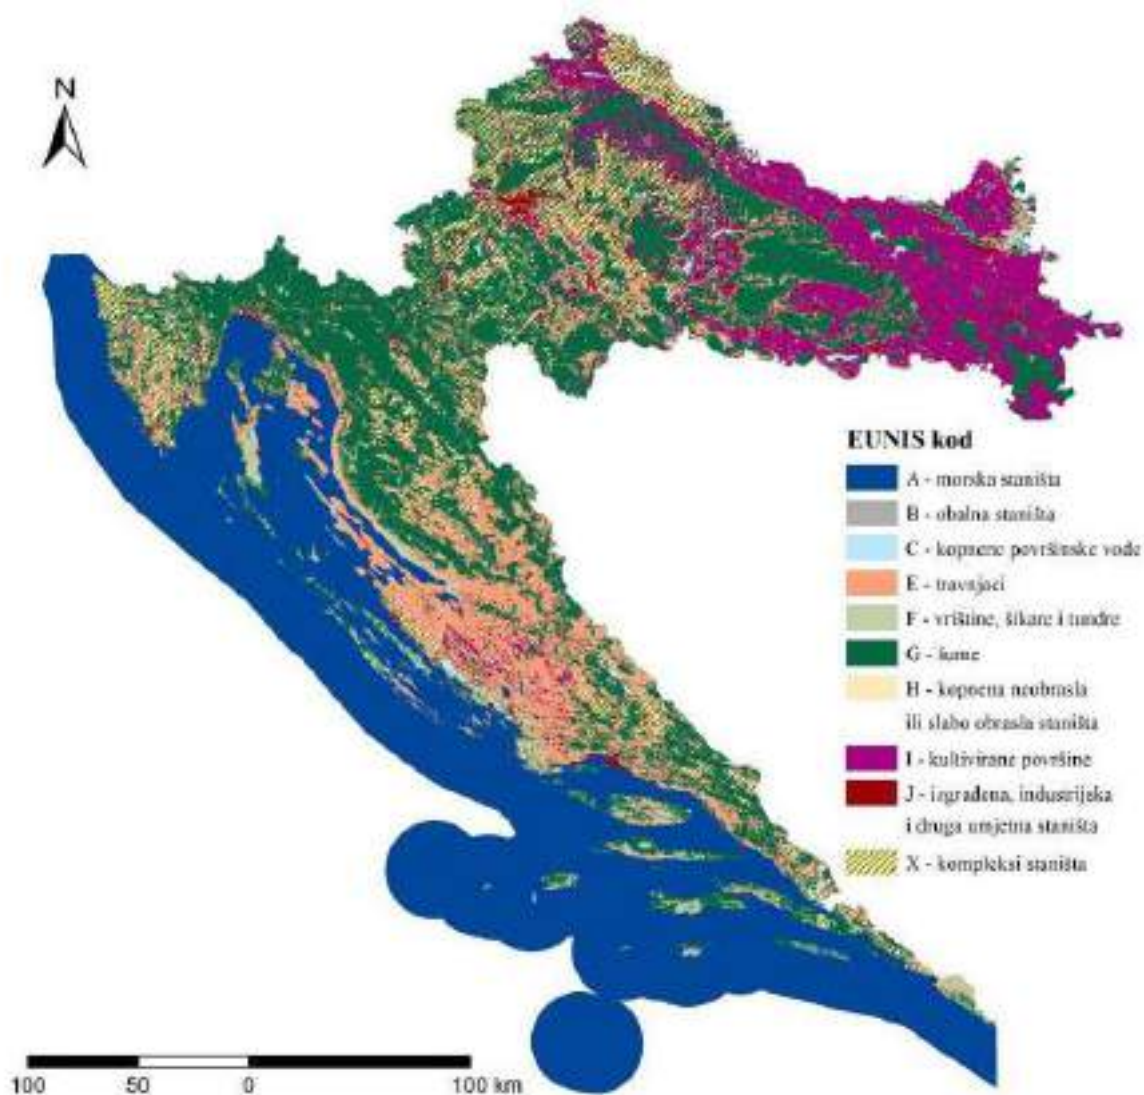 N
EUNIS kod
A - morska staništa
B - obalna staništa
C - kopnene površinske vode
E - travnjaci
F - vrištine, šikare i tundre
G - šume
H - kopnena neobrasla
ili slabo obrasla staništa
I - kultivirane površine
J - izgrađena, industrijska
i druga umjetna staništa
X - kompleksi staništa
100 50 0 100 km